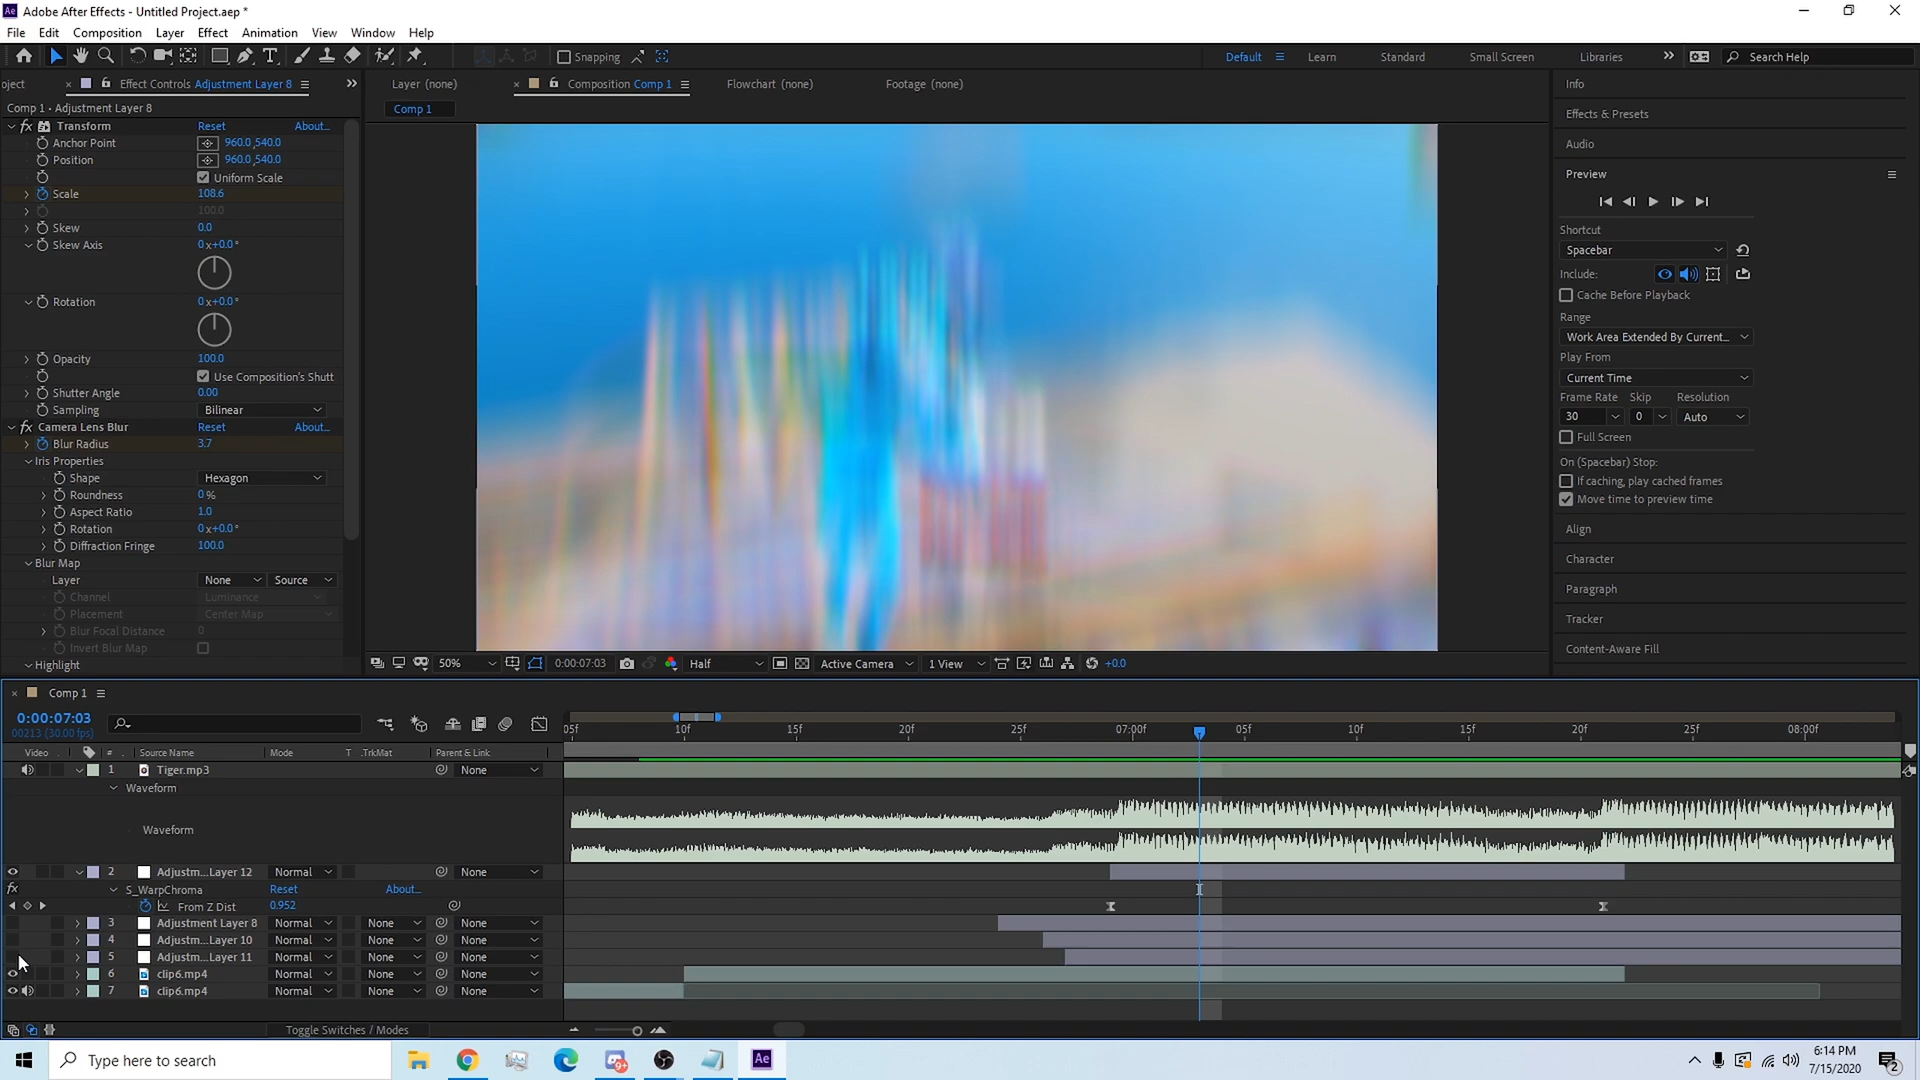 Adobe After Effects - Untitled Project.aep *
File Edit Composition Layer Effect Animation View Window Help
Snapping
Default Learn Standard Small Screen Libraries Search Help
oject Effect Controls Adjustment Layer 8
Layer (none) Composition Comp 1 Flowchart (none) Footage (none)
Comp 1 • Adjustment Layer 8
Comp 1
Transform Reset About...
Anchor Point 960.0,540.0
Position 960.0,540.0
Uniform Scale
Scale 108.6
100.0
Skew 0.0
Skew Axis 0x+0.0°
Rotation 0x+0.0°
Opacity 100.0
Use Composition's Shutt
Shutter Angle 0.00
Sampling Bilinear
Camera Lens Blur Reset About...
Blur Radius 3.7
Iris Properties
Shape Hexagon
Roundness 0%
Aspect Ratio 1.0
Rotation 0x+0.0°
Diffraction Fringe 100.0
Blur Map
Layer None Source
Channel Luminance
Placement Center Map
Blur Focal Distance 0
Invert Blur Map
Highlight
50% 0:00:07:03 Half Active Camera 1 View +0.0
Info
Effects & Presets
Audio
Preview
Shortcut
Spacebar
Include:
Cache Before Playback
Range
Work Area Extended By Current...
Play From
Current Time
Frame Rate Skip Resolution
30 0 Auto
Full Screen
On (Spacebar) Stop:
If caching, play cached frames
Move time to preview time
Align
Character
Paragraph
Tracker
Content-Aware Fill
Comp 1
0:00:07:03
00213 (30.00 fps)
05f 10f 15f 20f 25f 07:00f 05f 10f 15f 20f 25f 08:00f
Video # Source Name Mode T .TrkMat Parent & Link
1 Tiger.mp3 None
Waveform
Waveform
2 Adjustm...Layer 12 Normal None
fx S_WarpChroma Reset About...
From Z Dist 0.952
3 Adjustment Layer 8 Normal None None
4 Adjustm...Layer 10 Normal None None
5 Adjustm...Layer 11 Normal None None
6 clip6.mp4 Normal None None
7 clip6.mp4 Normal None None
Toggle Switches / Modes
Type here to search
9+
Ae
6:14 PM
7/15/2020
2